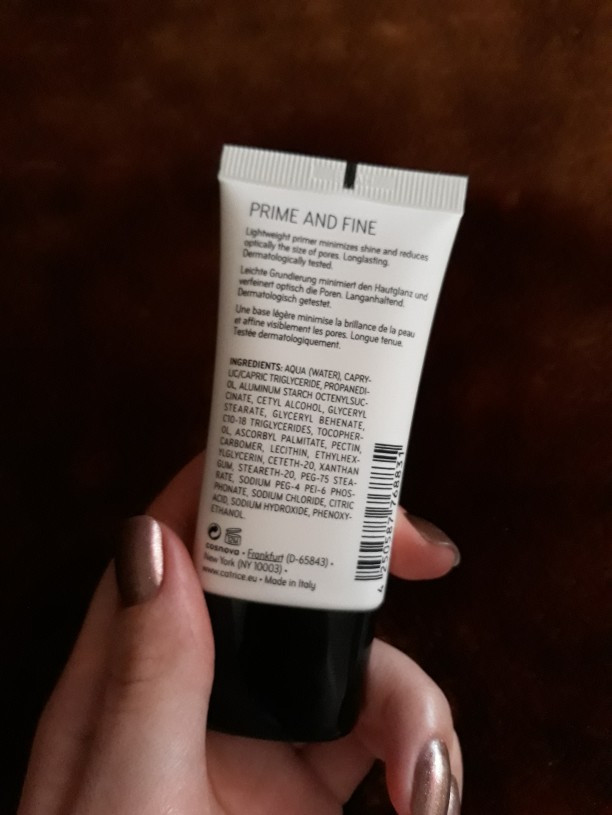 PRIME AND FINE
Lightweight primer minimizes shine and reduces
optically the size of pores. Longlasting.
Dermatologically tested.
Leichte Grundierung minimiert den Hautglanz und
verfeinert optisch die Poren. Langanhaltend.
Dermatologisch getestet.
Une base légère minimise la brillance de la peau
et affine visiblement les pores. Longue tenue.
Testée dermatologiquement.
INGREDIENTS: AQUA (WATER), CAPRY-
LIC/CAPRIC TRIGLYCERIDE, PROPANEDI-
OL, ALUMINUM STARCH OCTENYLSUC-
CINATE, CETYL ALCOHOL, GLYCERYL
STEARATE, GLYCERYL BEHENATE,
C10-18 TRIGLYCERIDES, TOCOPHER-
OL, ASCORBYL PALMITATE, PECTIN,
CARBOMER, LECITHIN, ETHYLHEX-
YLGLYCERIN, CETETH-20, XANTHAN
GUM, STEARETH-20, PEG-75 STEA-
RATE, SODIUM PEG-4 PEI-6 PHOS-
PHONATE, SODIUM CHLORIDE, CITRIC
ACID, SODIUM HYDROXIDE, PHENOXY-
ETHANOL.
cosnova • Frankfurt (D-65843) •
New York (NY 10003) •
www.catrice.eu • Made in Italy